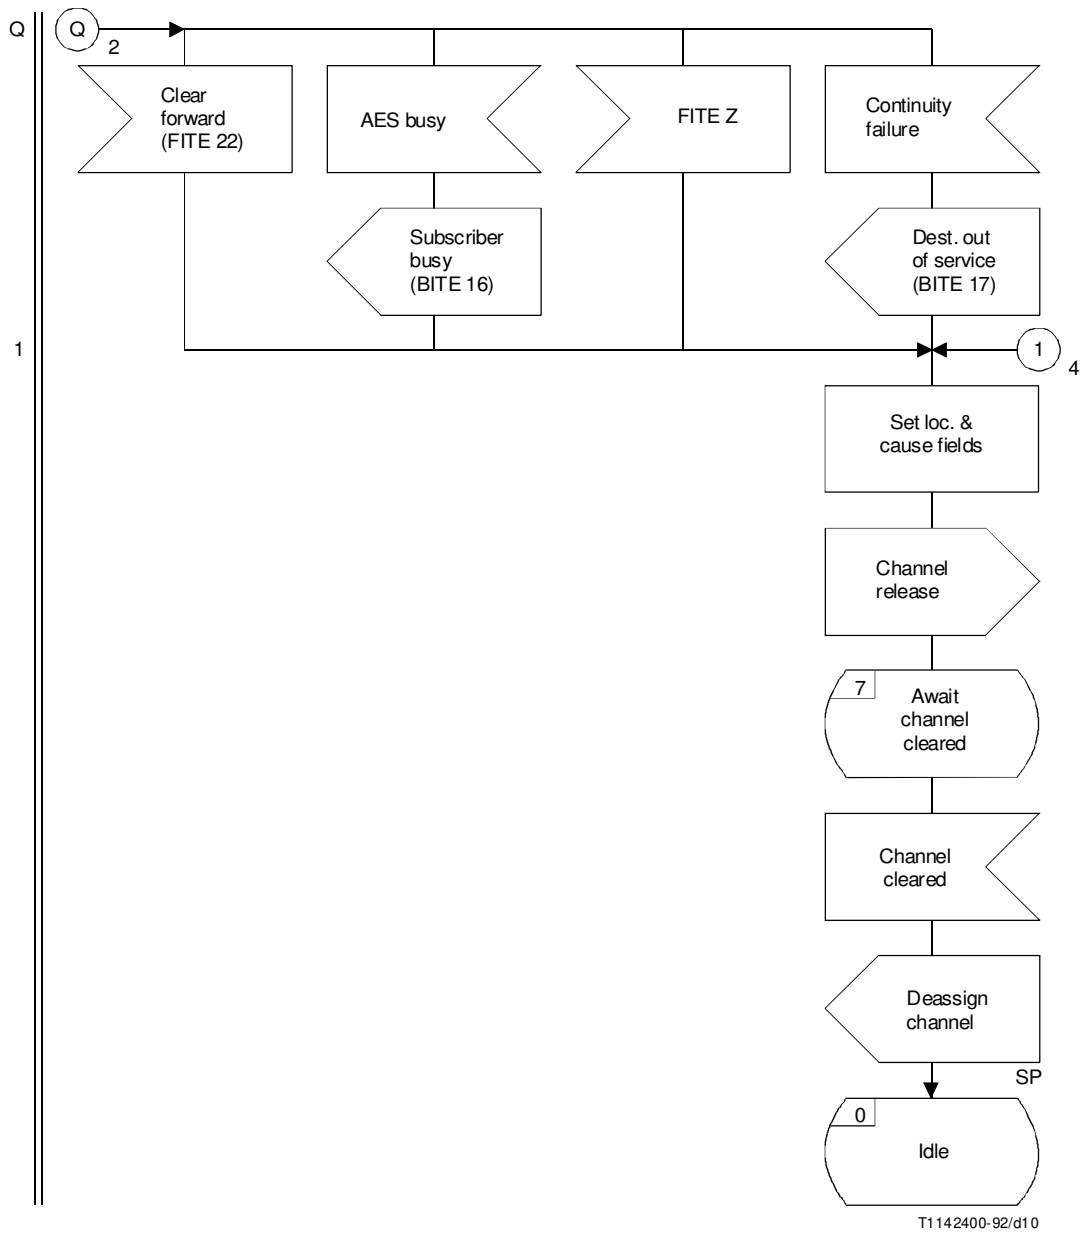 Q
Q
2
Clear
forward
(FITE 22)
AES busy
FITE Z
Continuity
failure
Subscriber
busy
(BITE 16)
Dest. out
of service
(BITE 17)
1
1
4
Set loc. &
cause fields
Channel
release
7
Await
channel
cleared
Channel
cleared
Deassign
channel
SP
0
Idle
T1142400-92/d10